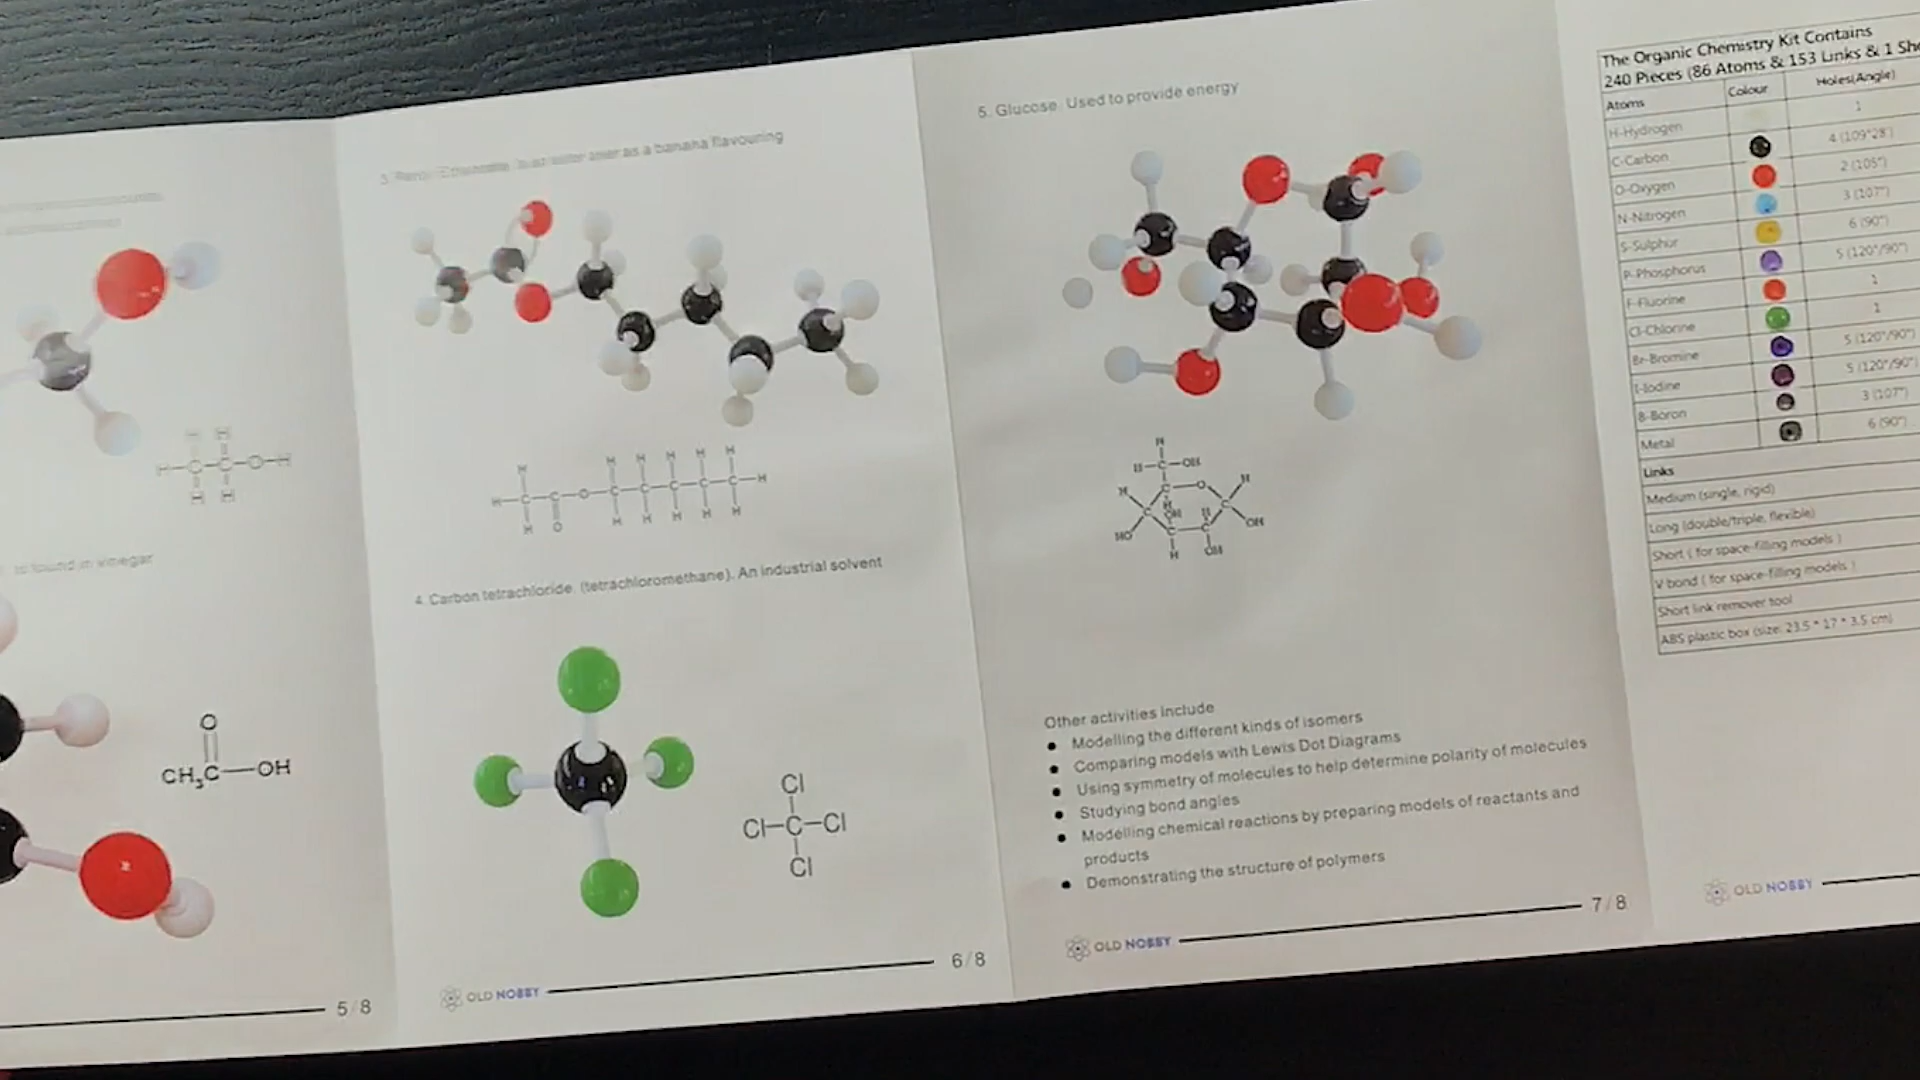 to found in vinegar
O
CH3C—OH
5/8
as a banana flavouring
4. Carbon tetrachloride. (tetrachloromethane). An industrial solvent
Cl
Cl—C—Cl
Cl
OLD NOBBY
6/8
5. Glucose. Used to provide energy
Other activities include
● Modelling the different kinds of isomers
● Comparing models with Lewis Dot Diagrams
● Using symmetry of molecules to help determine polarity of molecules
● Studying bond angles
● Modelling chemical reactions by preparing models of reactants and
products
● Demonstrating the structure of polymers
OLD NOBBY
7/8
The Organic Chemistry Kit Contains
240 Pieces (86 Atoms & 153 Links & 1
Atoms Colour Holes(Angle)
H-Hydrogen 1
C-Carbon 4 (109°28')
O-Oxygen 2 (105°)
N-Nitrogen 3 (107°)
S-Sulphur 6 (90°)
P-Phosphorus 5 (120°/90°)
F-Fluorine 1
Cl-Chlorine 1
Br-Bromine 5 (120°/90°)
I-Iodine 5 (120°/90°)
B-Boron 3 (107°)
Metal 6 (90°)
Links
Medium (single, rigid)
Long (double/triple, flexible)
Short ( for space-filling models )
V bond ( for space-filling models )
Short link remover tool
ABS plastic box (size: 23.5 * 17 * 3.5 cm)
OLD NOBBY